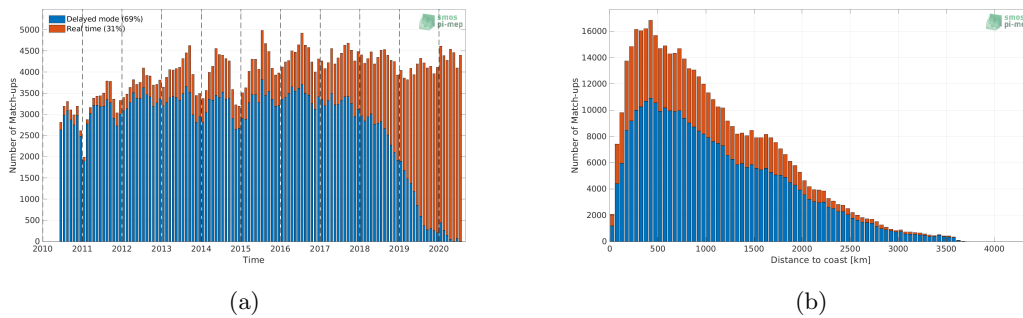 Delayed mode (69%)
Real time (31%)
smos
pi-mep
5000
4500
4000
3500
3000
2500
2000
1500
1000
500
0
Number of Match-ups
2010 2011 2012 2013 2014 2015 2016 2017 2018 2019 2020
Time
(a)
smos
pi-mep
16000
14000
12000
10000
8000
6000
4000
2000
0
Number of Match-ups
0 500 1000 1500 2000 2500 3000 3500 4000
Distance to coast [km]
(b)